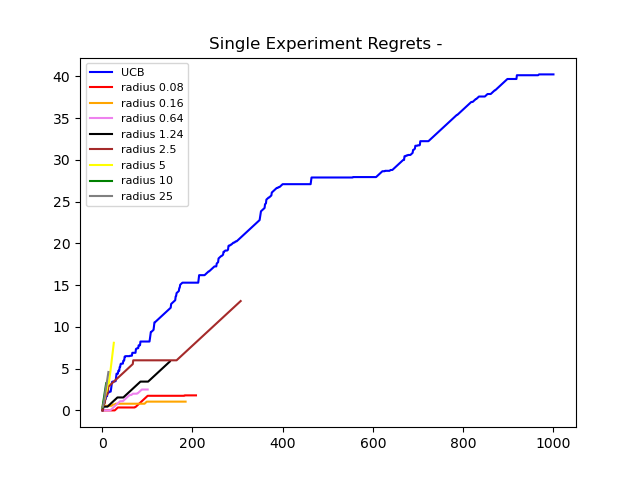 Single Experiment Regrets -
UCB
radius 0.08
radius 0.16
radius 0.64
radius 1.24
radius 2.5
radius 5
radius 10
radius 25
40
35
30
25
20
15
10
5
0
0 200 400 600 800 1000